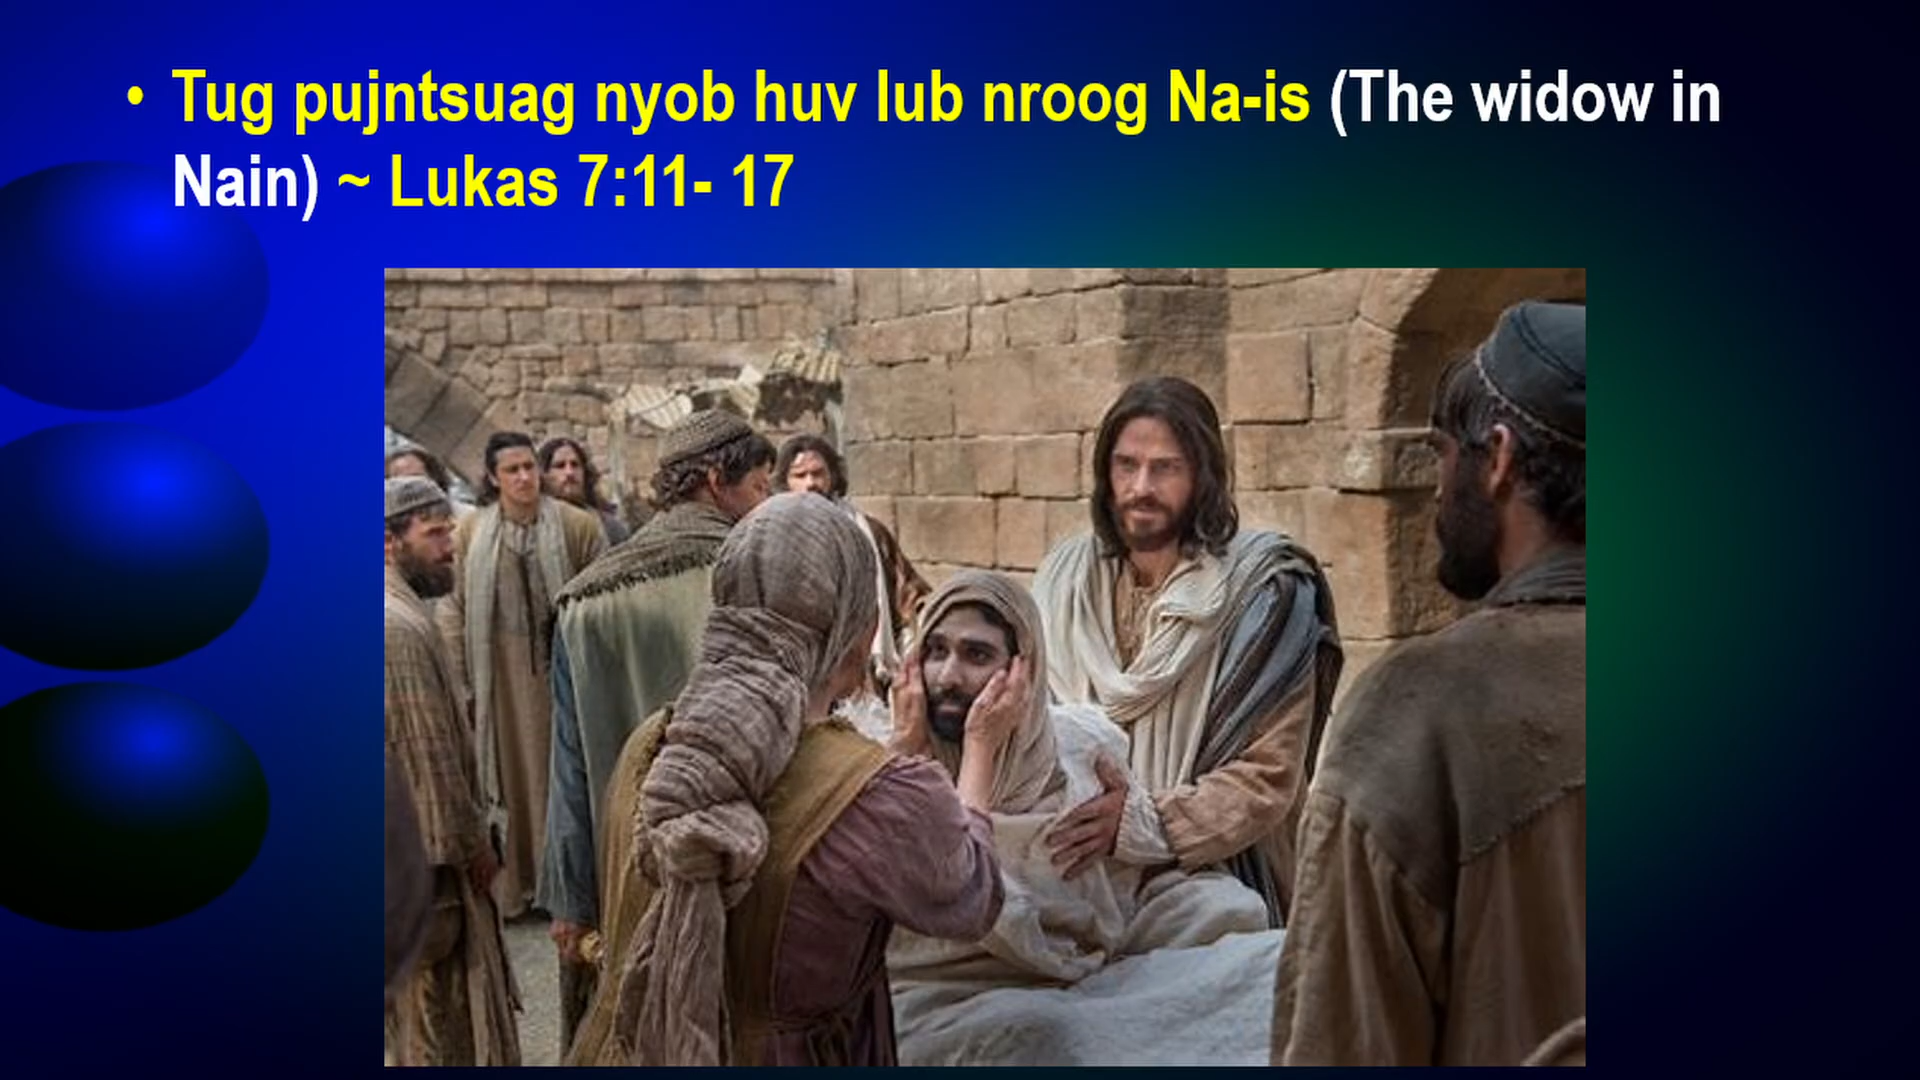 • Tug pujntsuag nyob huv lub nroog Na-is (The widow in
Nain) ~ Lukas 7:11- 17